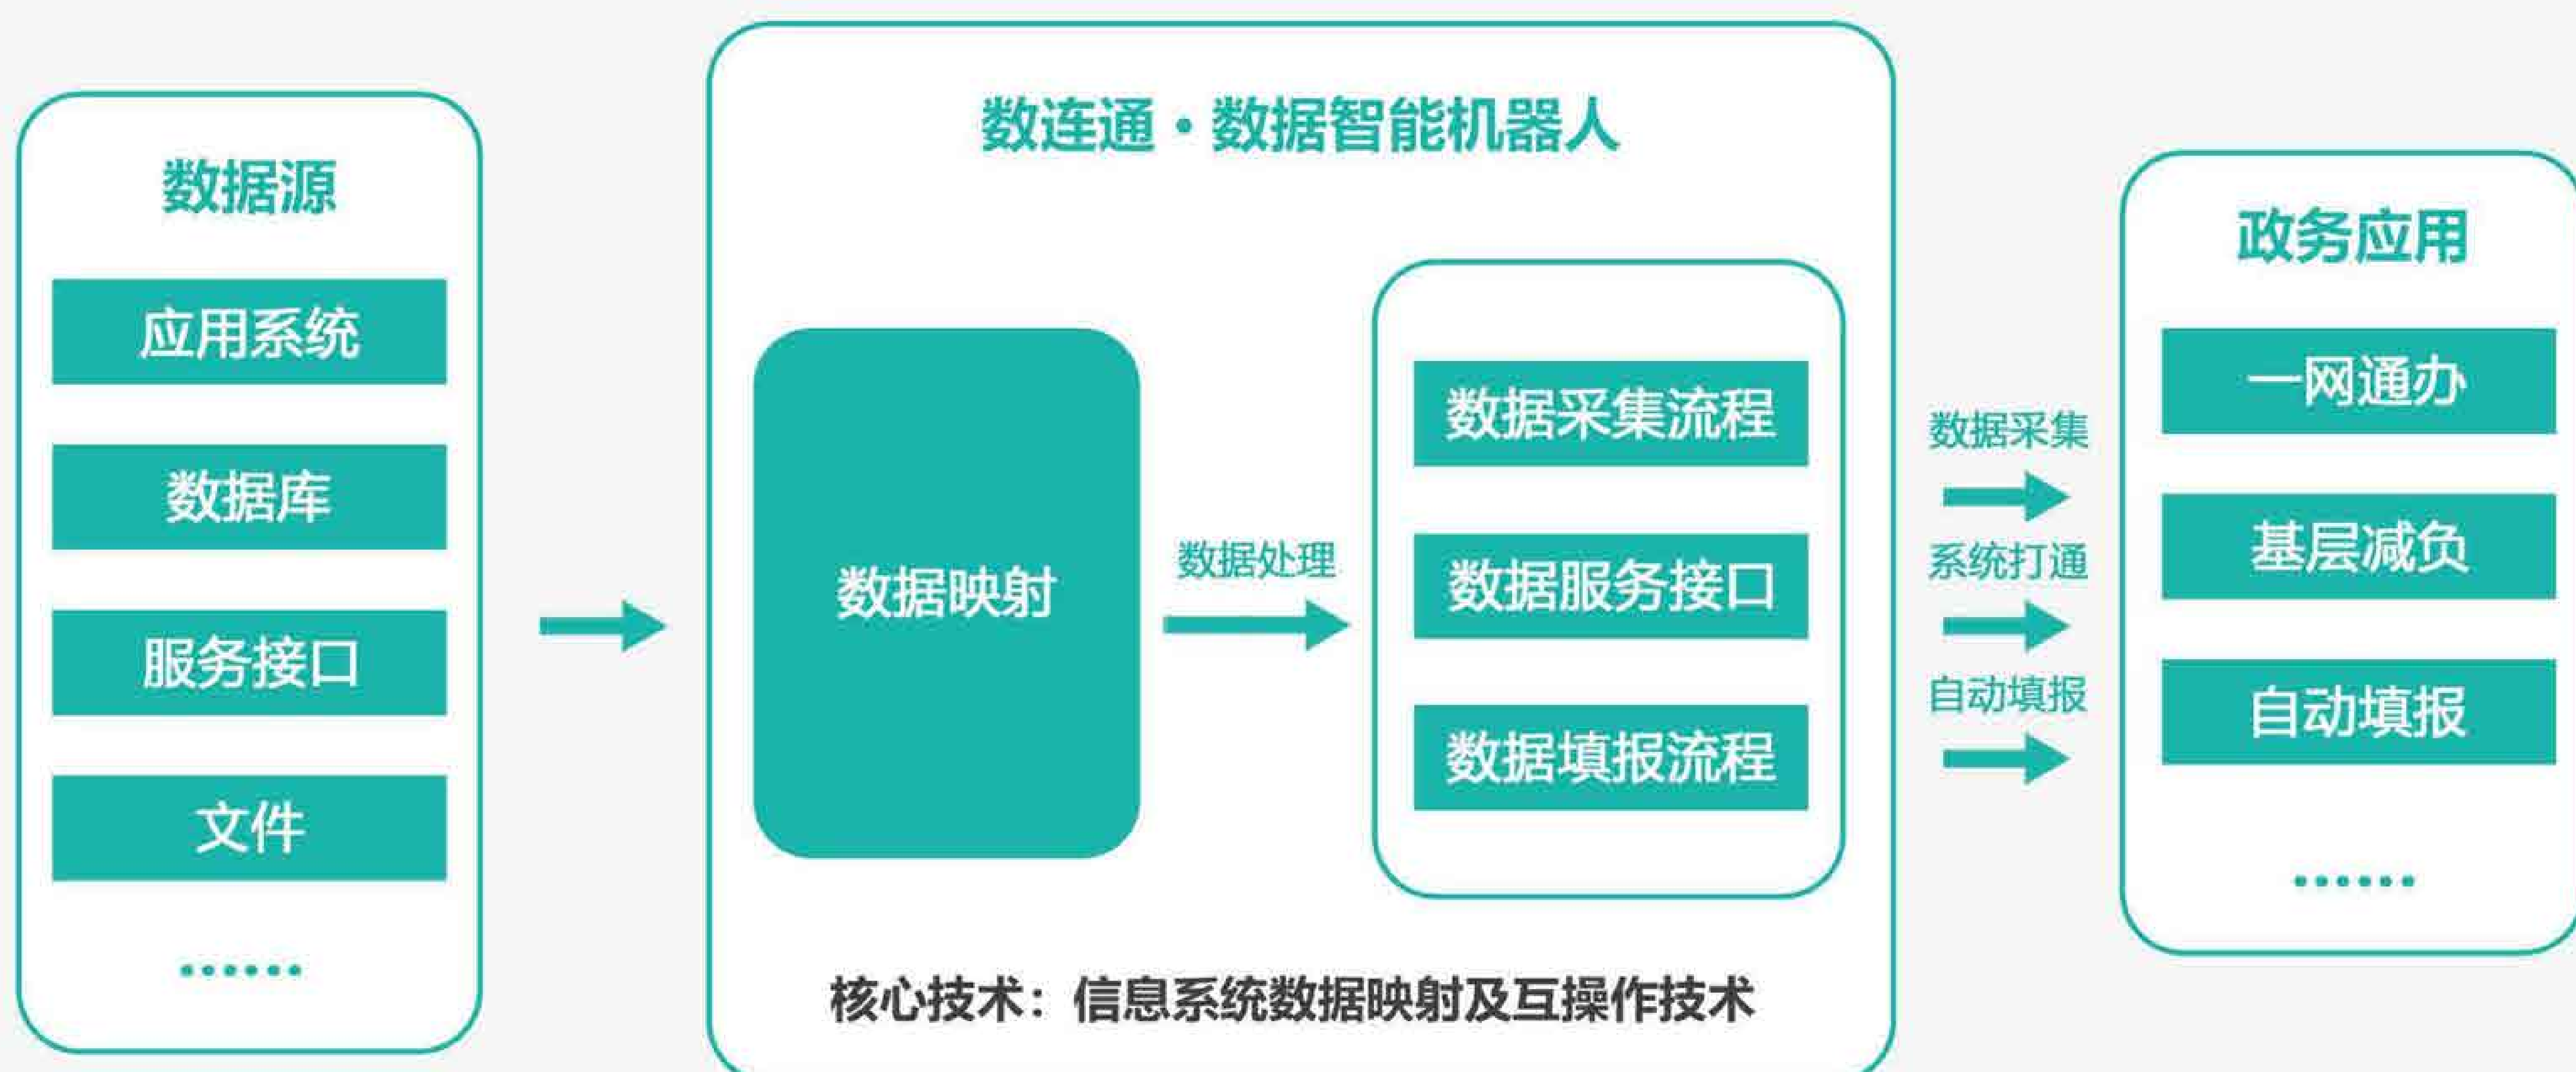 数据源
应用系统
数据库
服务接口
文件
······
数连通·数据智能机器人
数据映射
数据处理
数据采集流程
数据服务接口
数据填报流程
核心技术：信息系统数据映射及互操作技术
数据采集
系统打通
自动填报
政务应用
一网通办
基层减负
自动填报
······